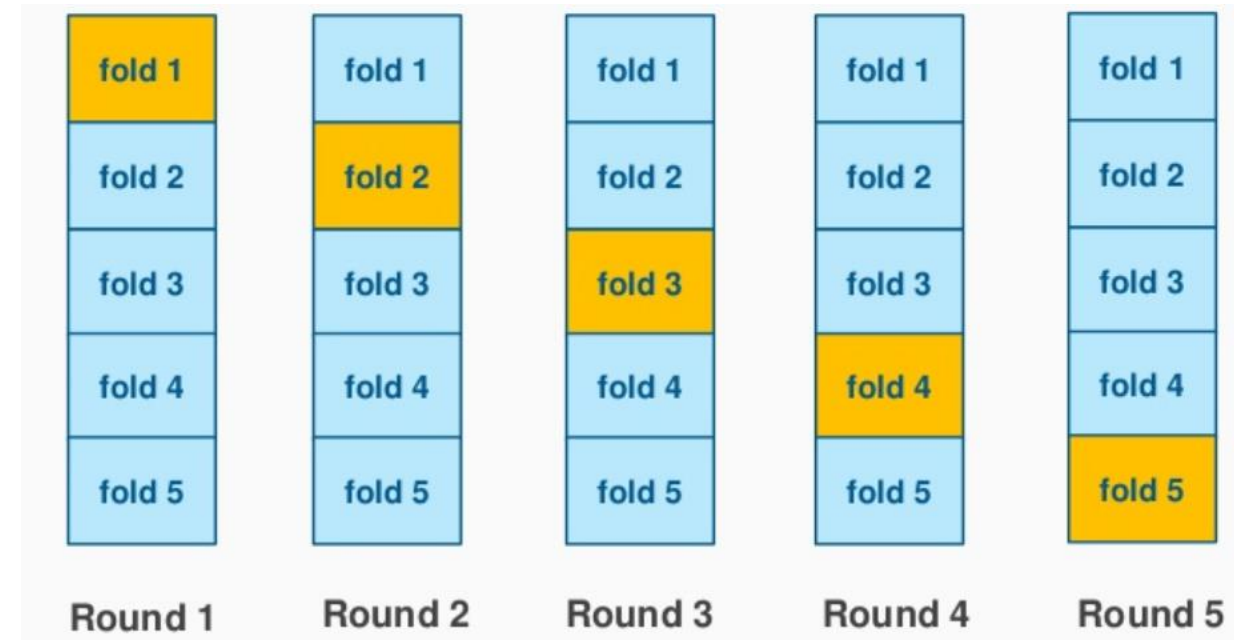 fold 1 fold 1 fold 1 fold 1 fold 1
fold 2 fold 2 fold 2 fold 2 fold 2
fold 3 fold 3 fold 3 fold 3 fold 3
fold 4 fold 4 fold 4 fold 4 fold 4
fold 5 fold 5 fold 5 fold 5 fold 5
Round 1 Round 2 Round 3 Round 4 Round 5